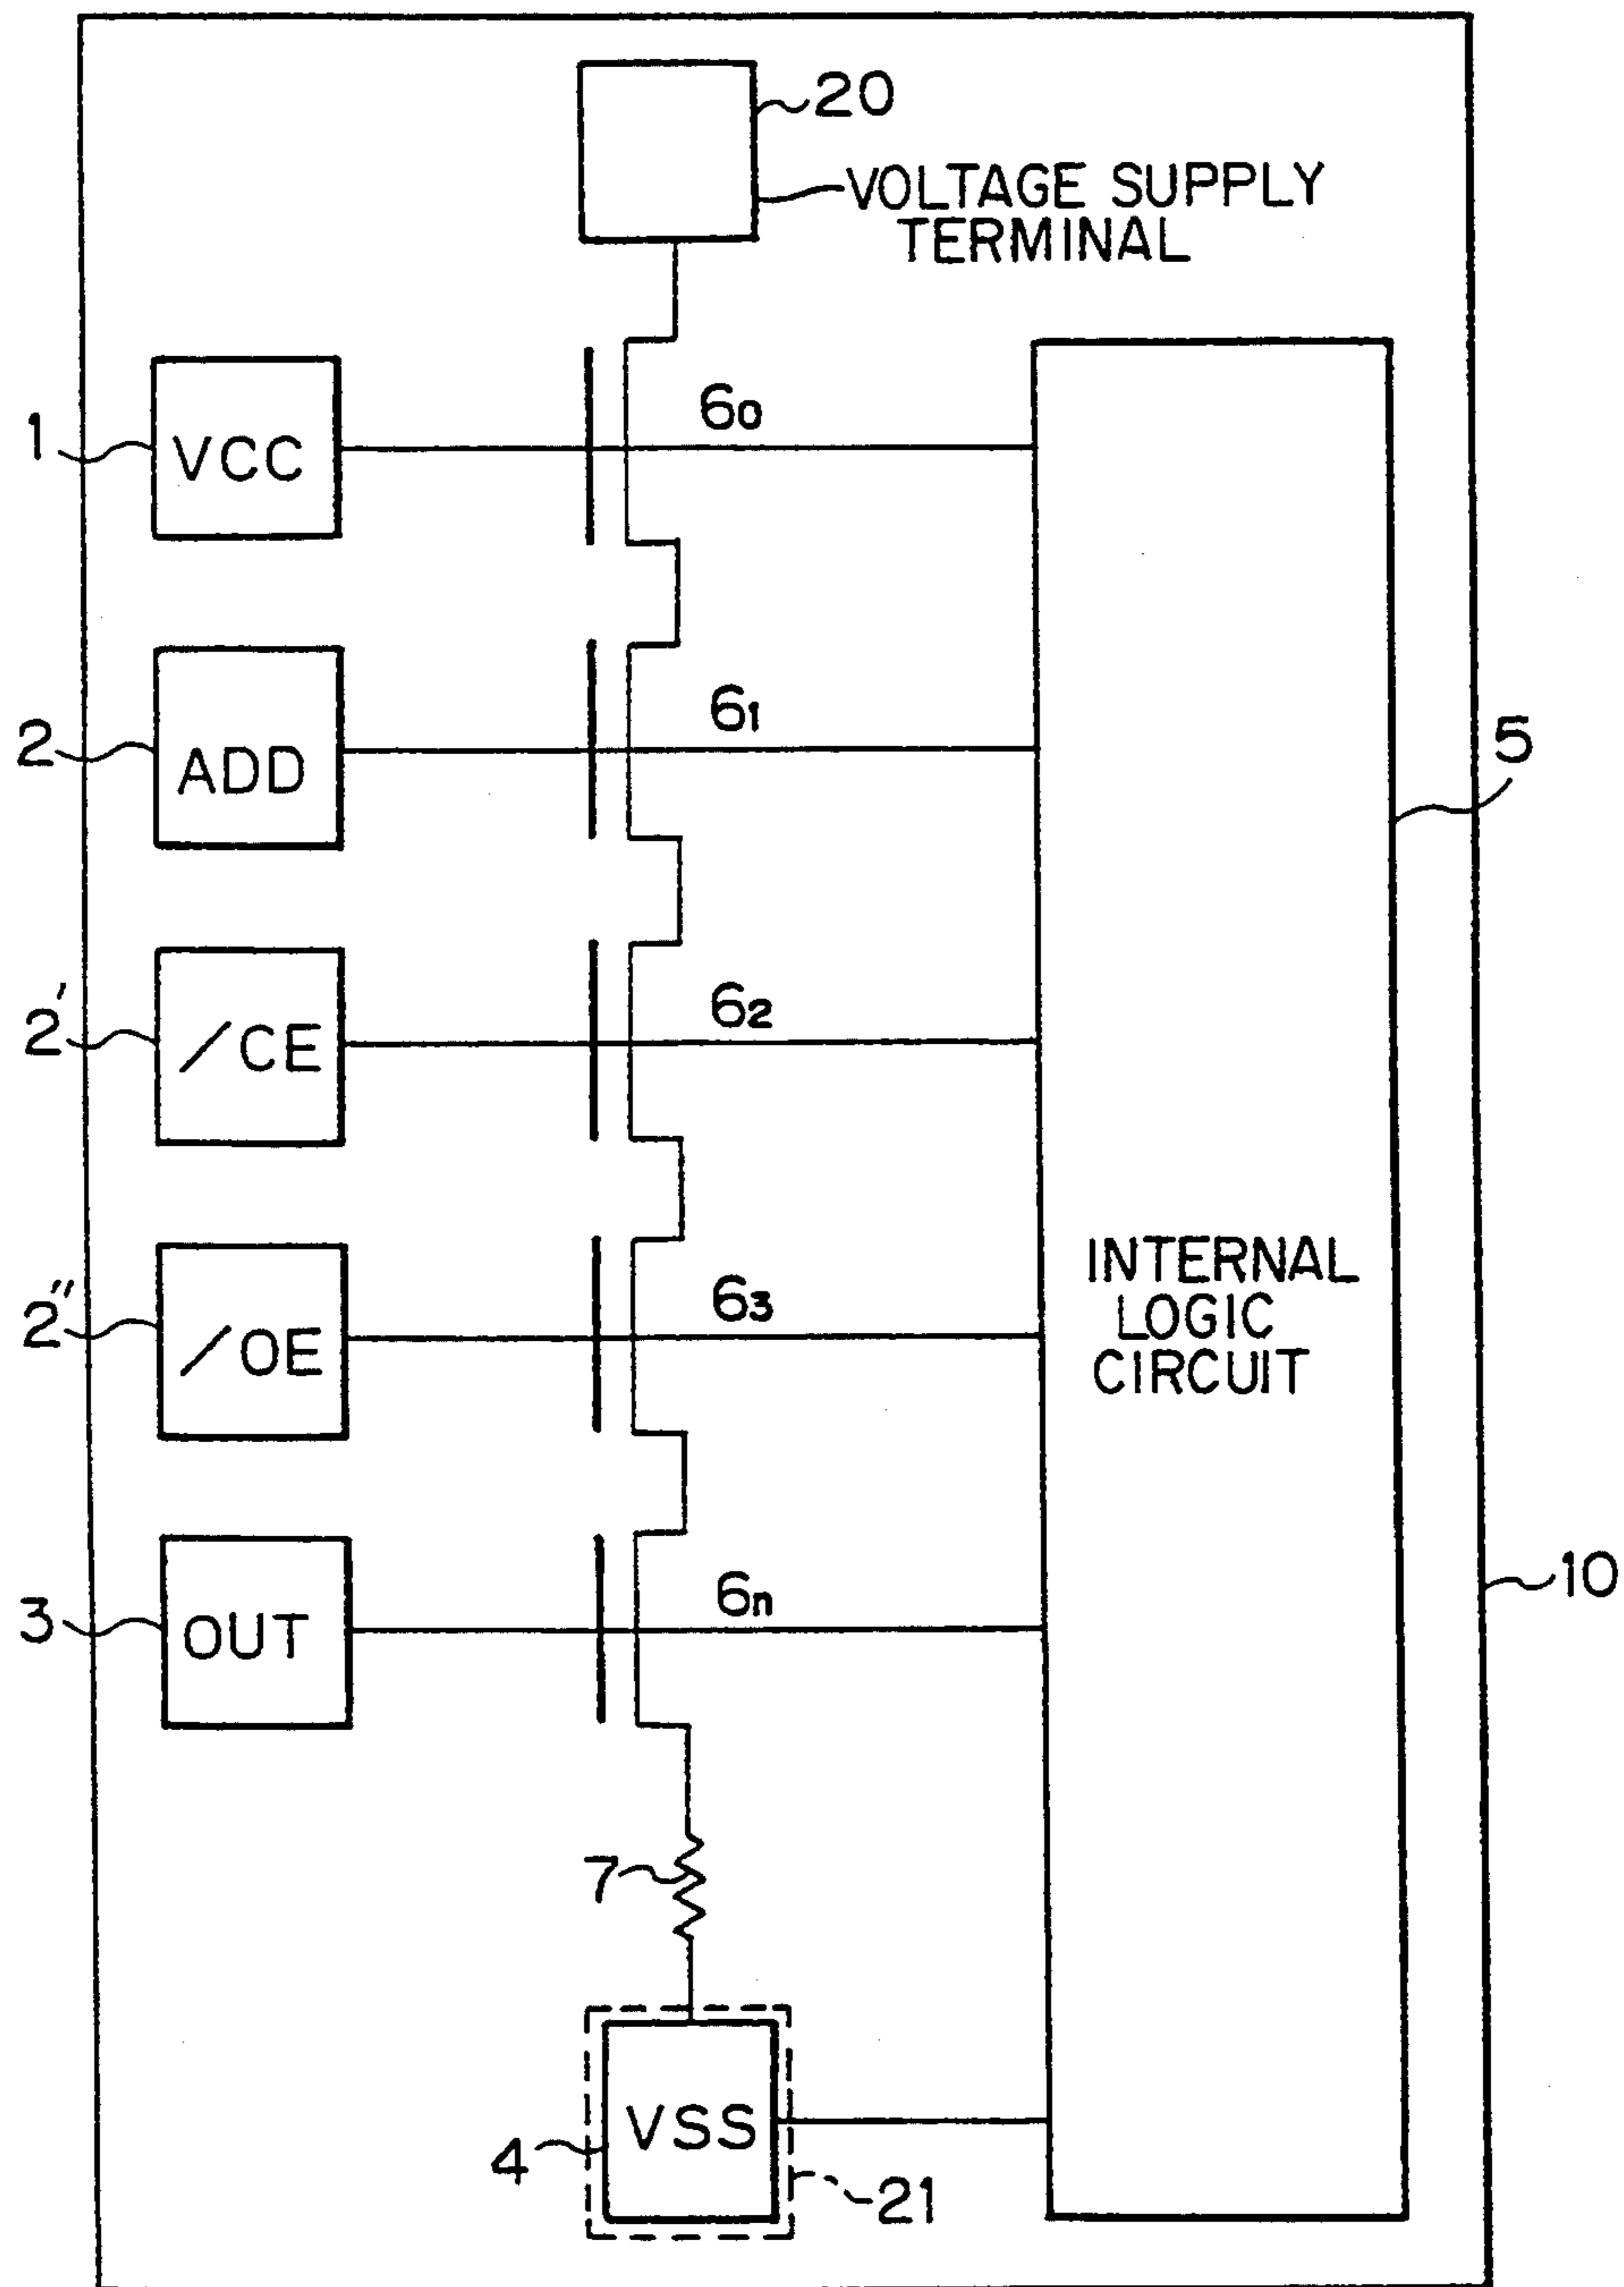 20
VOLTAGE SUPPLY
TERMINAL
1
VCC
60
2
ADD
61
5
2'
/CE
62
2"
/OE
63
INTERNAL
LOGIC
CIRCUIT
3
OUT
6n
10
7
4
VSS
21